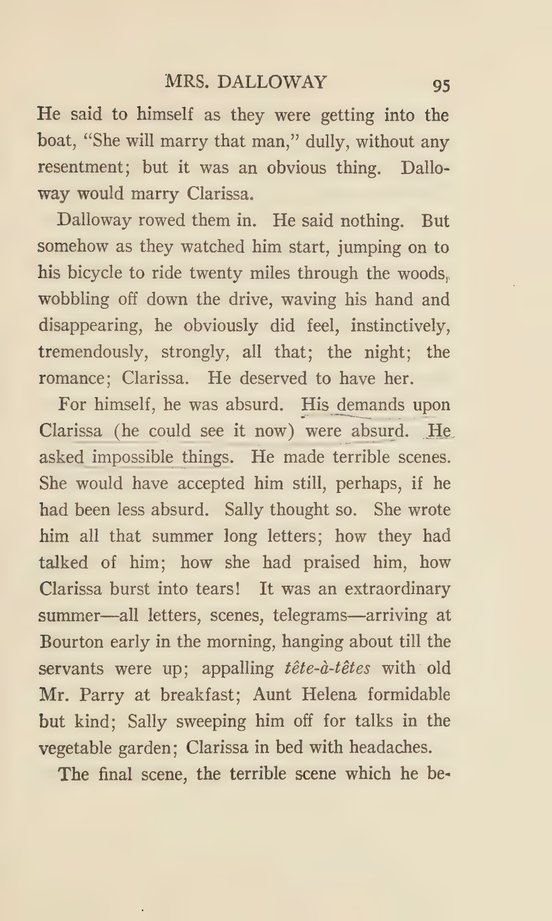 MRS. DALLOWAY 95
He said to himself as they were getting into the
boat, “She will marry that man,” dully, without any
resentment; but it was an obvious thing. Dallo-
way would marry Clarissa.
Dalloway rowed them in. He said nothing. But
somehow as they watched him start, jumping on to
his bicycle to ride twenty miles through the woods,
wobbling off down the drive, waving his hand and
disappearing, he obviously did feel, instinctively,
tremendously, strongly, all that; the night; the
romance; Clarissa. He deserved to have her.
For himself, he was absurd. His demands upon
Clarissa (he could see it now) were absurd. He
asked impossible things. He made terrible scenes.
She would have accepted him still, perhaps, if he
had been less absurd. Sally thought so. She wrote
him all that summer long letters; how they had
talked of him; how she had praised him, how
Clarissa burst into tears! It was an extraordinary
summer—all letters, scenes, telegrams—arriving at
Bourton early in the morning, hanging about till the
servants were up; appalling tête-à-têtes with old
Mr. Parry at breakfast; Aunt Helena formidable
but kind; Sally sweeping him off for talks in the
vegetable garden; Clarissa in bed with headaches.
The final scene, the terrible scene which he be-